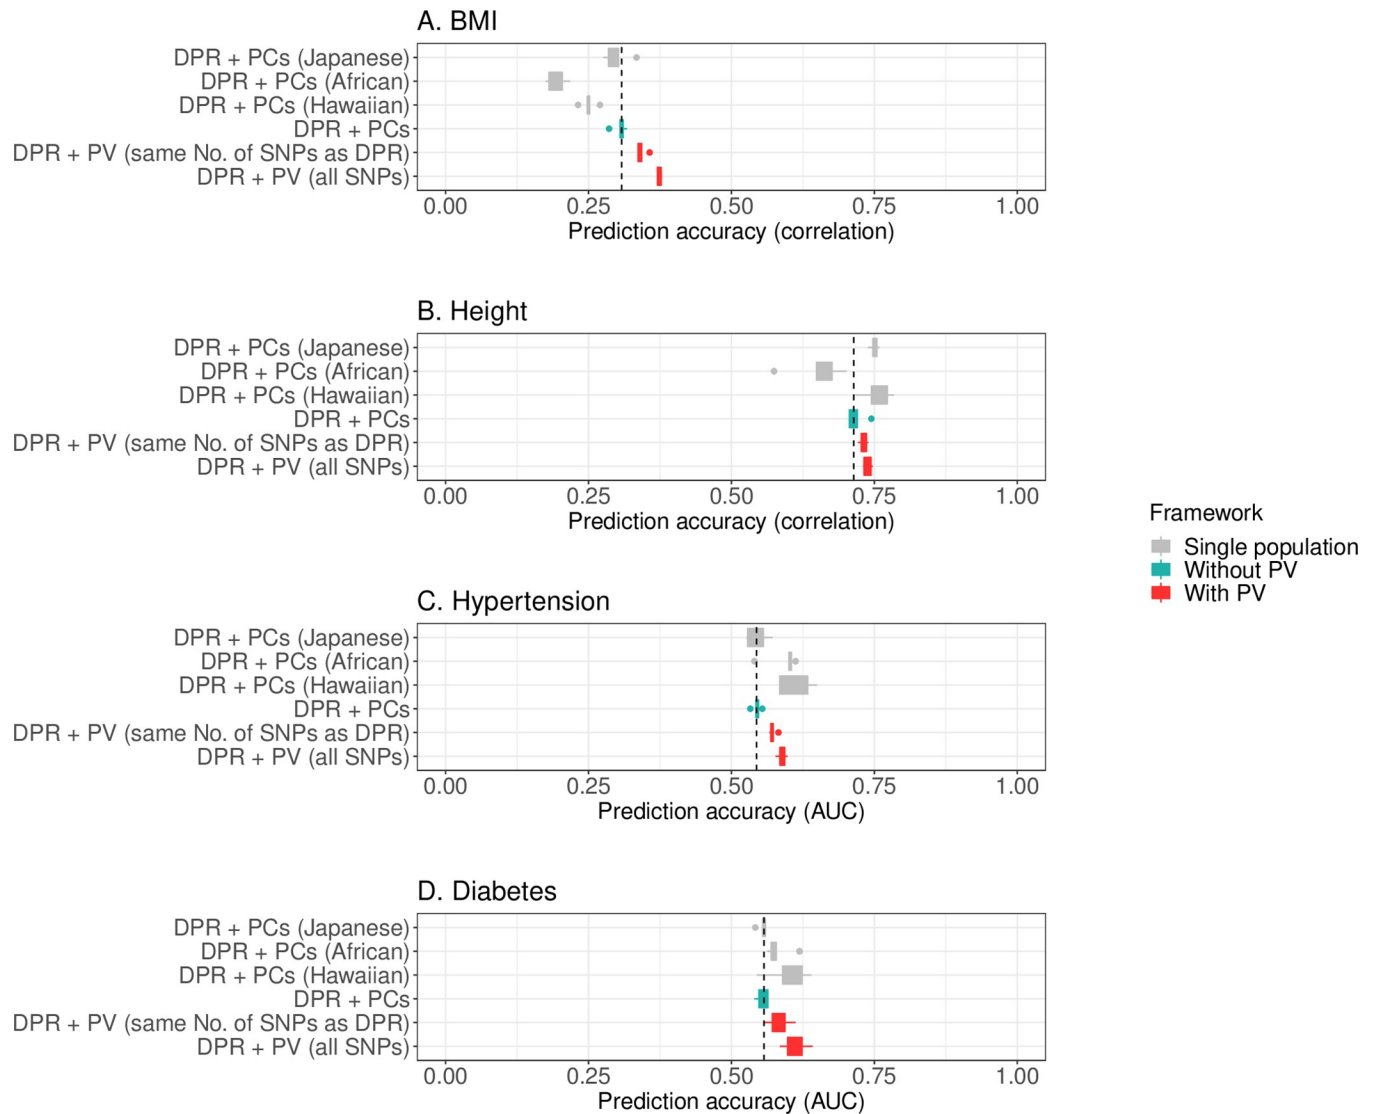 A. BMI
DPR + PCs (Japanese)
DPR + PCs (African)
DPR + PCs (Hawaiian)
DPR + PCs
DPR + PV (same No. of SNPs as DPR)
DPR + PV (all SNPs)
0.00 0.25 0.50 0.75 1.00
Prediction accuracy (correlation)
B. Height
DPR + PCs (Japanese)
DPR + PCs (African)
DPR + PCs (Hawaiian)
DPR + PCs
DPR + PV (same No. of SNPs as DPR)
DPR + PV (all SNPs)
0.00 0.25 0.50 0.75 1.00
Prediction accuracy (correlation)
C. Hypertension
DPR + PCs (Japanese)
DPR + PCs (African)
DPR + PCs (Hawaiian)
DPR + PCs
DPR + PV (same No. of SNPs as DPR)
DPR + PV (all SNPs)
0.00 0.25 0.50 0.75 1.00
Prediction accuracy (AUC)
D. Diabetes
DPR + PCs (Japanese)
DPR + PCs (African)
DPR + PCs (Hawaiian)
DPR + PCs
DPR + PV (same No. of SNPs as DPR)
DPR + PV (all SNPs)
0.00 0.25 0.50 0.75 1.00
Prediction accuracy (AUC)
Framework
Single population
Without PV
With PV